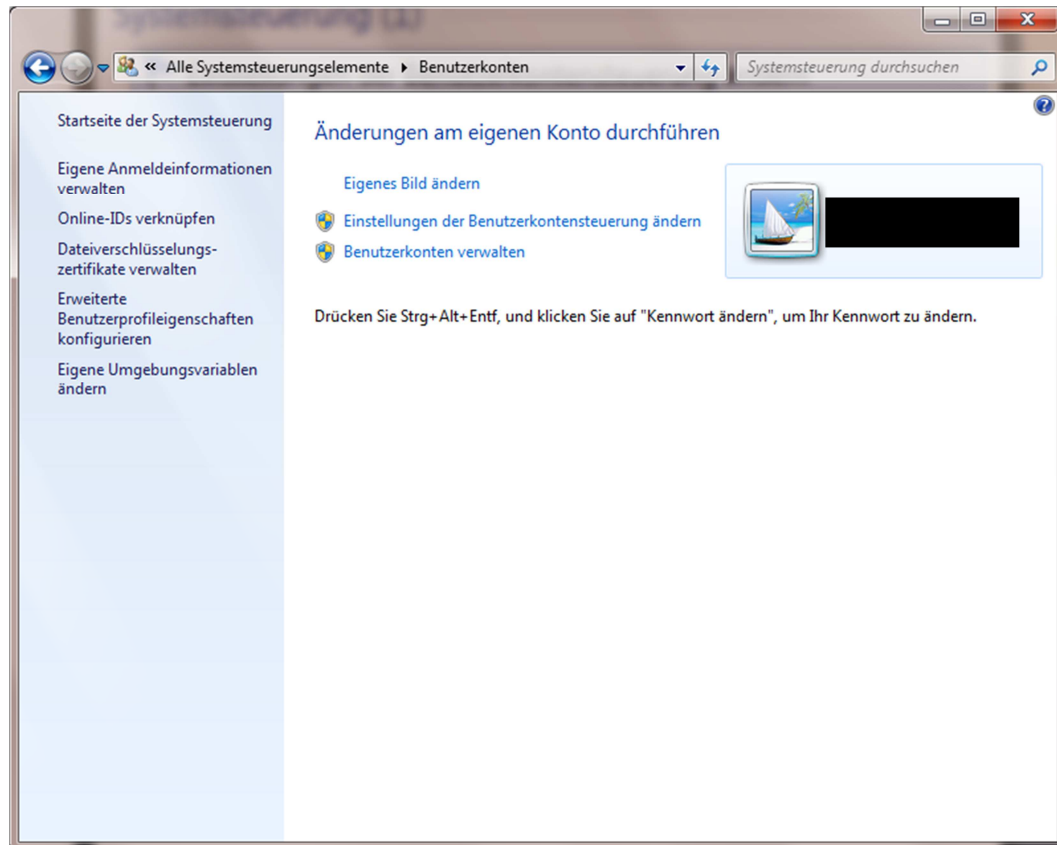 Systemsteuerung (1)
« Alle Systemsteuerungselemente ▸ Benutzerkonten
Systemsteuerung durchsuchen
Startseite der Systemsteuerung
Eigene Anmeldeinformationen
verwalten
Online-IDs verknüpfen
Dateiverschlüsselungs-
zertifikate verwalten
Erweiterte
Benutzerprofileigenschaften
konfigurieren
Eigene Umgebungsvariablen
ändern
Änderungen am eigenen Konto durchführen
Eigenes Bild ändern
Einstellungen der Benutzerkontensteuerung ändern
Benutzerkonten verwalten
Drücken Sie Strg+Alt+Entf, und klicken Sie auf "Kennwort ändern", um Ihr Kennwort zu ändern.